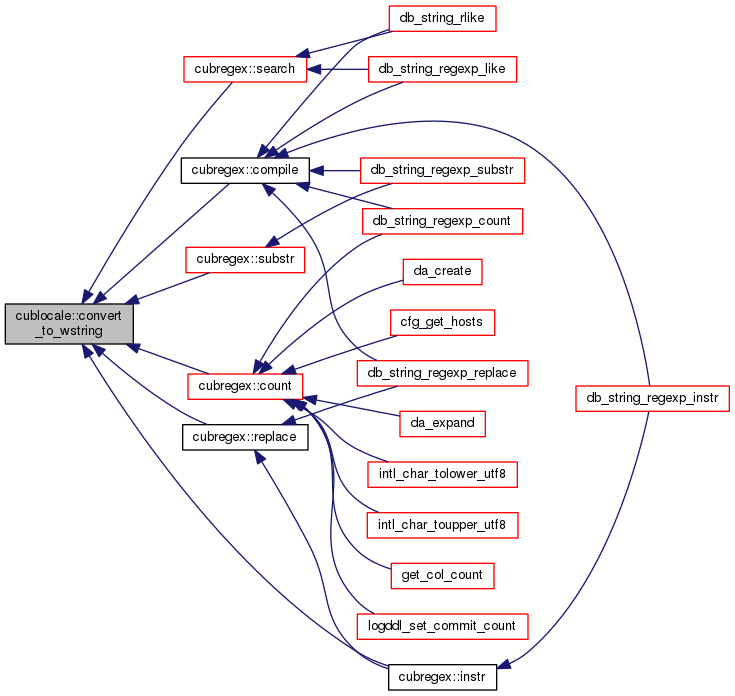 db_string_rlike
cubregex::search
db_string_regexp_like
cubregex::compile
db_string_regexp_substr
db_string_regexp_count
cubregex::substr
da_create
cublocale::convert
_to_wstring
cfg_get_hosts
cubregex::count
db_string_regexp_replace
db_string_regexp_instr
da_expand
cubregex::replace
intl_char_tolower_utf8
intl_char_toupper_utf8
get_col_count
logddl_set_commit_count
cubregex::instr